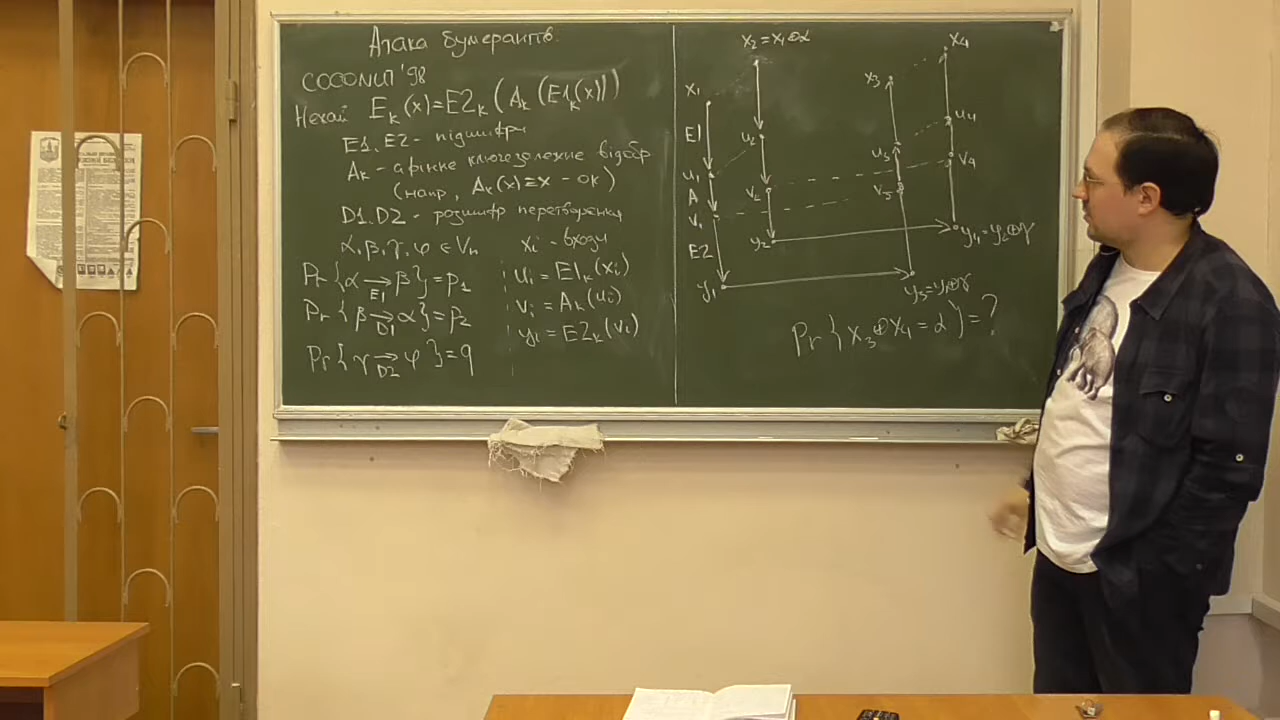 Атака бумерангів.
COCONUT '98
Нехай E_k(x) = E2_k(A_k(E1_k(x)))
E1, E2 - підшифри
A_k - афінне ключезалежне відобр
(напр, A_k(x) ≡ x - ок)
D1, D2 - розшифр перетворення
α, β, γ, φ ∈ V_n
Pr{α →_{E1} β} = p_1
Pr{β →_{D1} α} = p_2
Pr{γ →_{D2} φ} = q
x_i - входи
u_i = E1_k(x_i)
v_i = A_k(u_i)
y_i = E2_k(v_i)
x_2 = x_1 ⊕ α
x_1
x_3
x_4
E1
u_2
u_4
u_1
u_3
A
v_4
v_2
v_3
v_1
E2
y_2
y_4 = y_2 ⊕ γ
y_1
y_3 = y_1 ⊕ γ
Pr{x_3 ⊕ x_4 = α} = ?